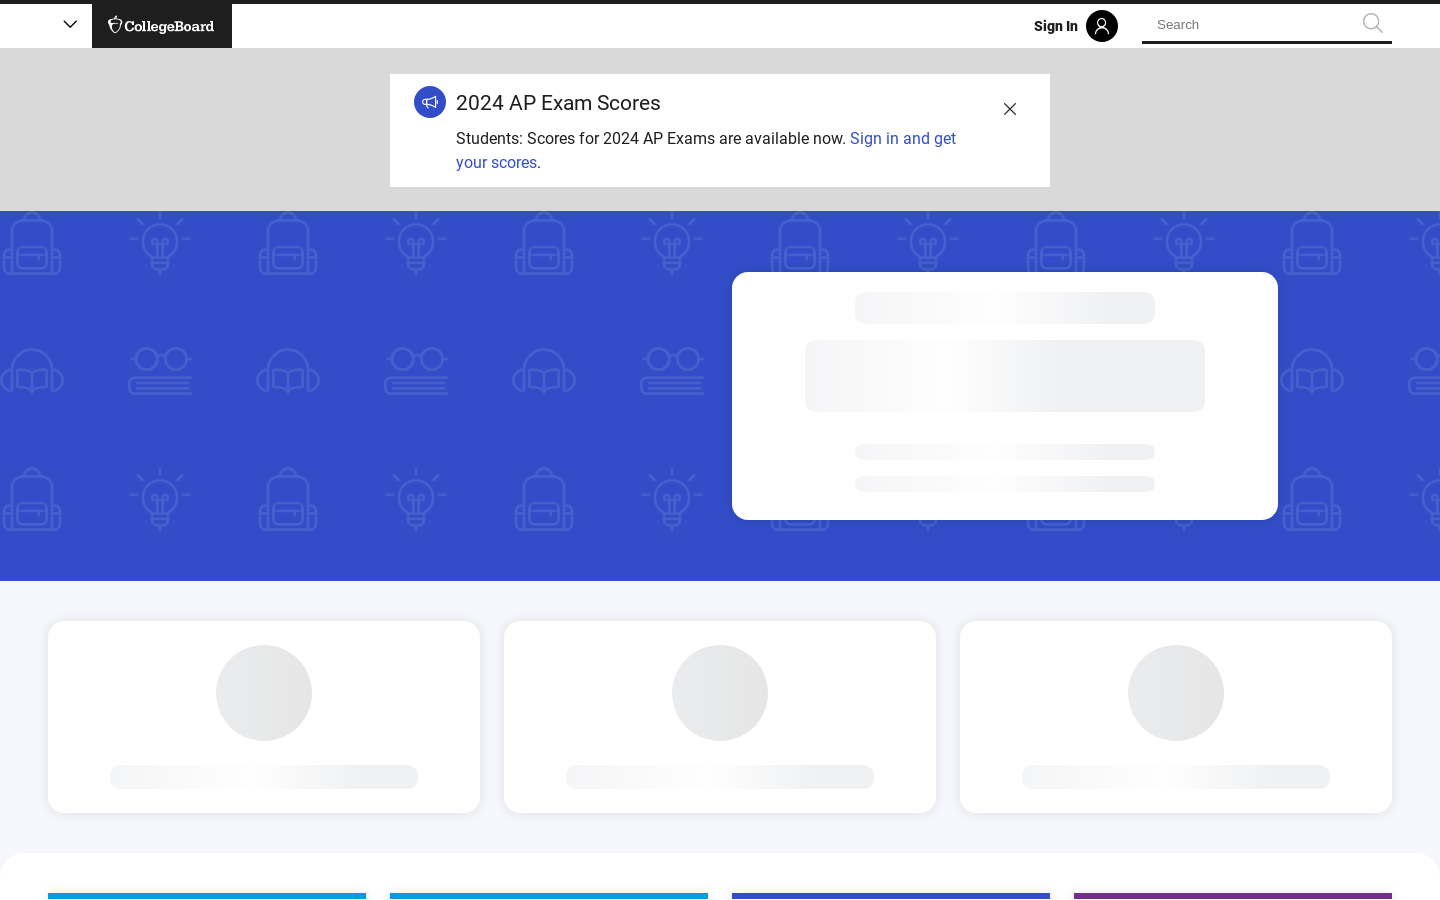 CollegeBoard
Sign In
Search
2024 AP Exam Scores
Students: Scores for 2024 AP Exams are available now. Sign in and get
your scores.